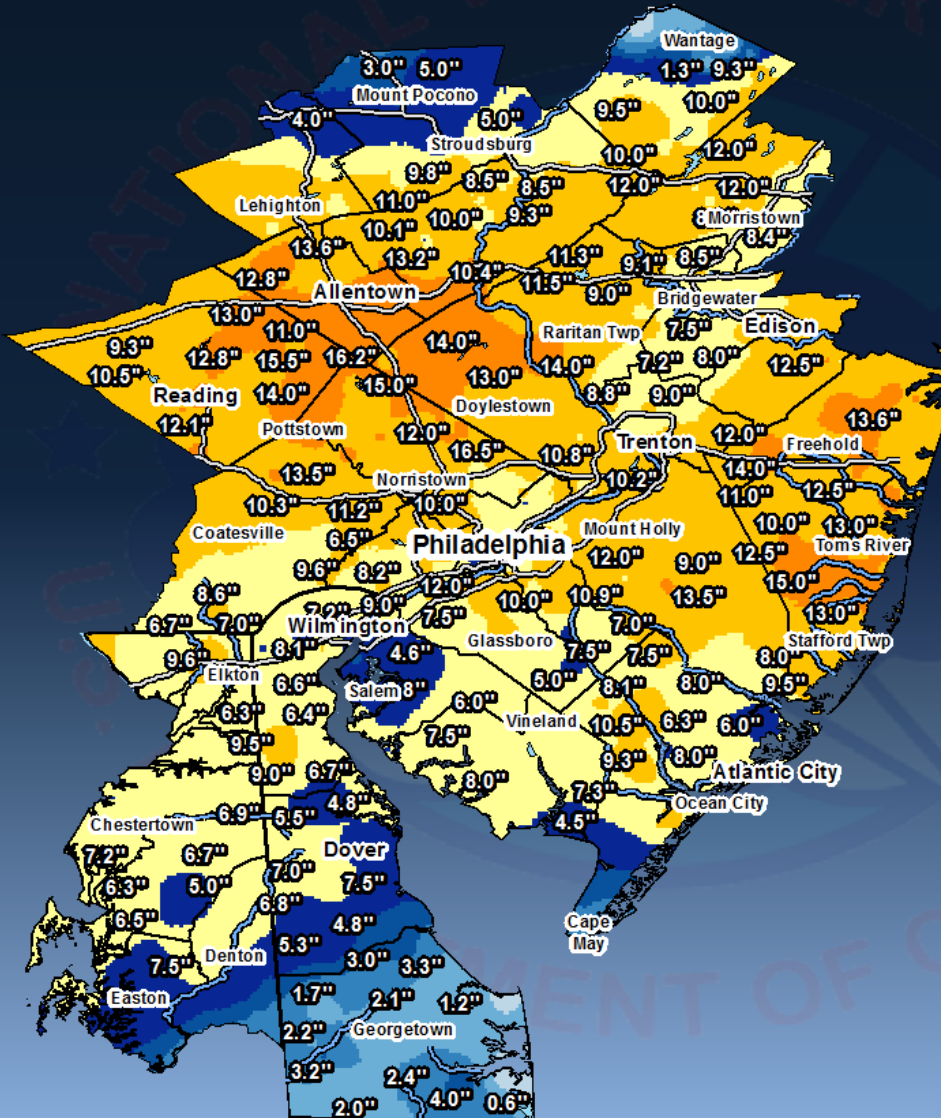 Wantage
3.0" 5.0"
1.3" 9.3"
Mount Pocono
9.5" 10.0"
4.0" 5.0"
Stroudsburg
10.0" 12.0"
9.8" 8.5" 8.5" 12.0" 12.0"
Lehighton 11.0" 10.0" 9.3" Morristown
10.1" 8.4"
13.6" 13.2" 11.3" 9.1" 8.5"
12.8" 10.4" 11.5" 9.0"
Allentown
Bridgewater
13.0" 11.0" 14.0" Raritan Twp 7.5" Edison
9.3" 12.8" 15.5" 16.2" 14.0" 7.2" 8.0" 12.5"
10.5" 14.0" 15.0" 13.0" 8.8" 9.0"
Reading Doylestown
12.1" Pottstown 12.0" Trenton 12.0" 13.6"
Freehold
16.5" 10.8" 14.0"
13.5" Norristown 10.2" 11.0" 12.5"
10.3" 11.2" 10.0"
Coatesville 6.5" Mount Holly 10.0" 13.0"
Philadelphia Toms River
9.6" 8.2" 12.0" 12.0" 9.0" 12.5"
8.6" 15.0"
7.2" 9.0" 7.5" 10.0" 10.9" 13.5" 13.0"
6.7" 7.0" Wilmington Glassboro 7.0" Stafford Twp
9.6" 8.1" 4.6" 7.5" 7.5" 8.0"
Elkton 6.6" Salem 8" 5.0" 8.1" 8.0" 9.5"
6.3" 6.4" 6.0" Vineland 10.5" 6.3" 6.0"
9.5" 7.5" 9.3" 8.0"
9.0" 6.7" 8.0" Atlantic City
6.9" 5.5" 4.8" 7.3" Ocean City
Chestertown 4.5"
7.2" 6.7" Dover
6.3" 5.0" 7.0" 7.5"
6.5" 6.8" 4.8" Cape
May
Denton 5.3"
7.5" 3.0" 3.3"
Easton 1.7" 2.1" 1.2"
2.2" Georgetown
3.2" 2.4"
2.0" 4.0" 0.6"
NATIONAL
MENT OF C